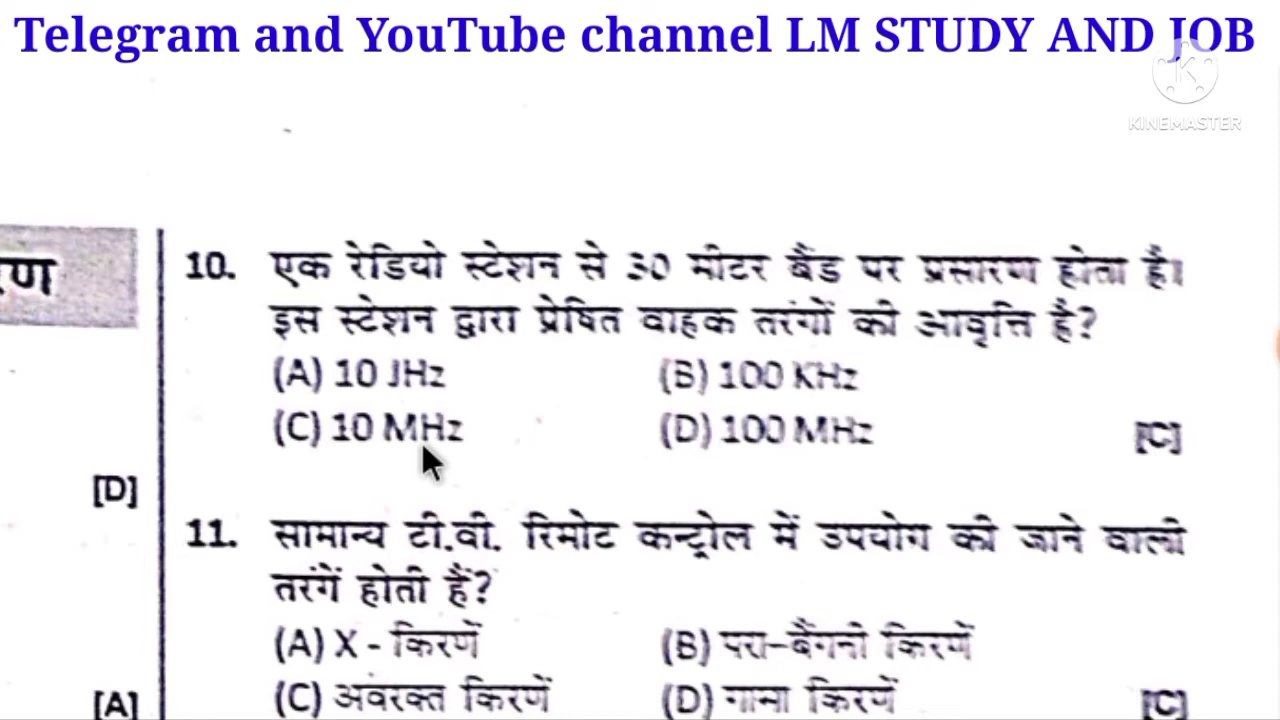 Telegram and YouTube channel LM STUDY AND JOB
KINEMASTER
रण
10. एक रेडियो स्टेशन से 30 मीटर बैंड पर प्रसारण होता है।
इस स्टेशन द्वारा प्रेषित वाहक तरंगों की आवृत्ति है?
(A) 10 JHz (B) 100 KHz
(C) 10 MHz (D) 100 MHz [C]
[D]
11. सामान्य टी.वी. रिमोट कन्ट्रोल में उपयोग की जाने वाली
तरंगें होती हैं?
(A) X - किरणें (B) परा-बैंगनी किरणें
(C) अवरक्त किरणें (D) गामा किरणें [C]
[A]